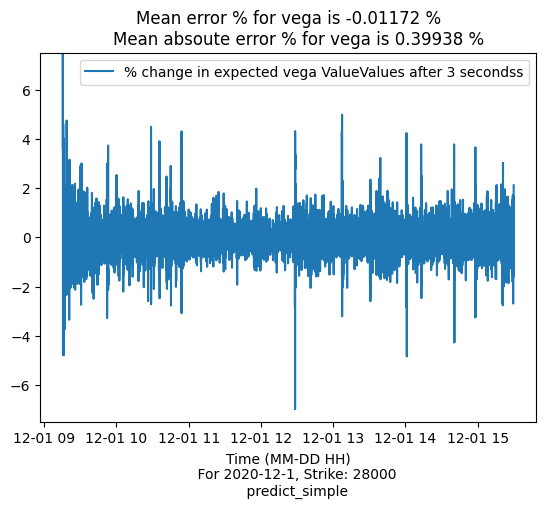 Mean error % for vega is -0.01172 %
Mean absoute error % for vega is 0.39938 %
% change in expected vega ValueValues after 3 secondss
6
4
2
0
−2
−4
−6
12-01 09 12-01 10 12-01 11 12-01 12 12-01 13 12-01 14 12-01 15
Time (MM-DD HH)
For 2020-12-1, Strike: 28000
predict_simple